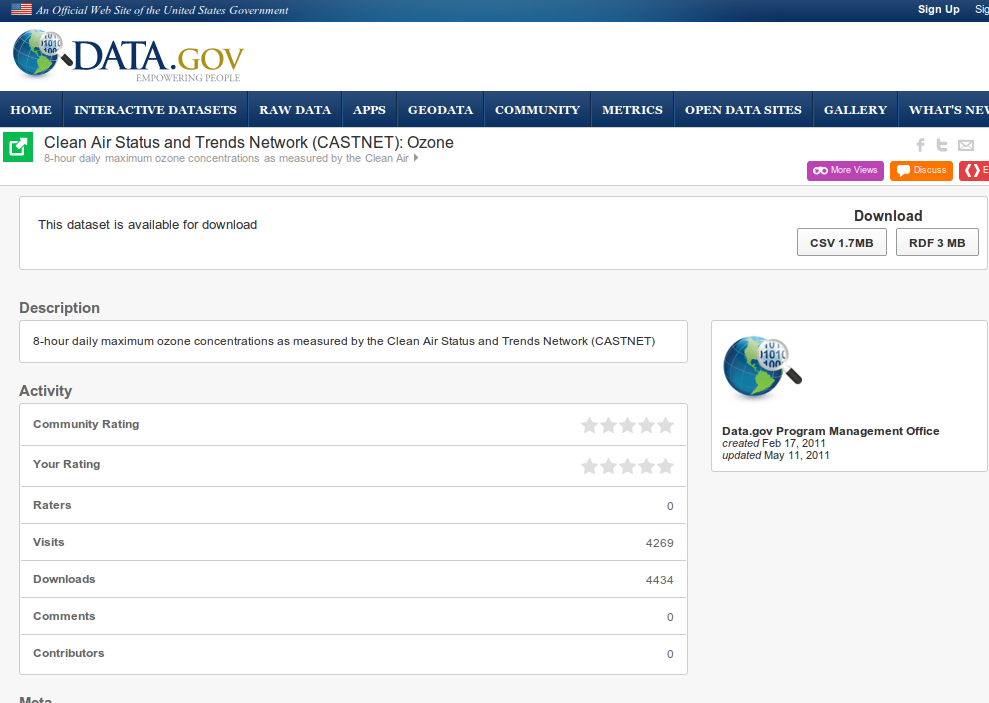 An Official Web Site of the United States Government
Sign Up
DATA.GOV
EMPOWERING PEOPLE
HOME INTERACTIVE DATASETS RAW DATA APPS GEODATA COMMUNITY METRICS OPEN DATA SITES GALLERY WHAT'S NEW
Clean Air Status and Trends Network (CASTNET): Ozone
8-hour daily maximum ozone concentrations as measured by the Clean Air
More Views Discuss E
This dataset is available for download
Download
CSV 1.7MB RDF 3 MB
Description
8-hour daily maximum ozone concentrations as measured by the Clean Air Status and Trends Network (CASTNET)
Activity
Community Rating
Your Rating
Raters 0
Visits 4269
Downloads 4434
Comments 0
Contributors 0
Data.gov Program Management Office
created Feb 17, 2011
updated May 11, 2011
Meta